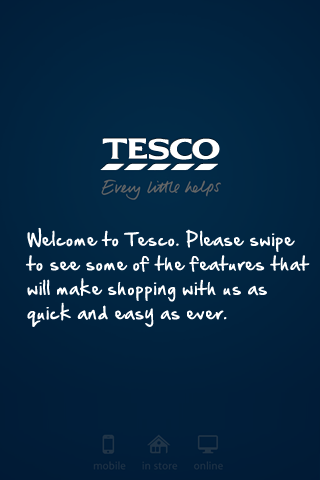 TESCO
Every little helps
Welcome to Tesco. Please swipe
to see some of the features that
will make shopping with us as
quick and easy as ever.
mobile in store online